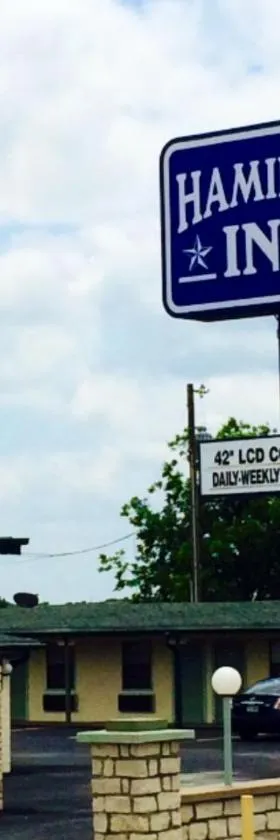 HAMI
IN
42" LCD C
DAILY-WEEKLY